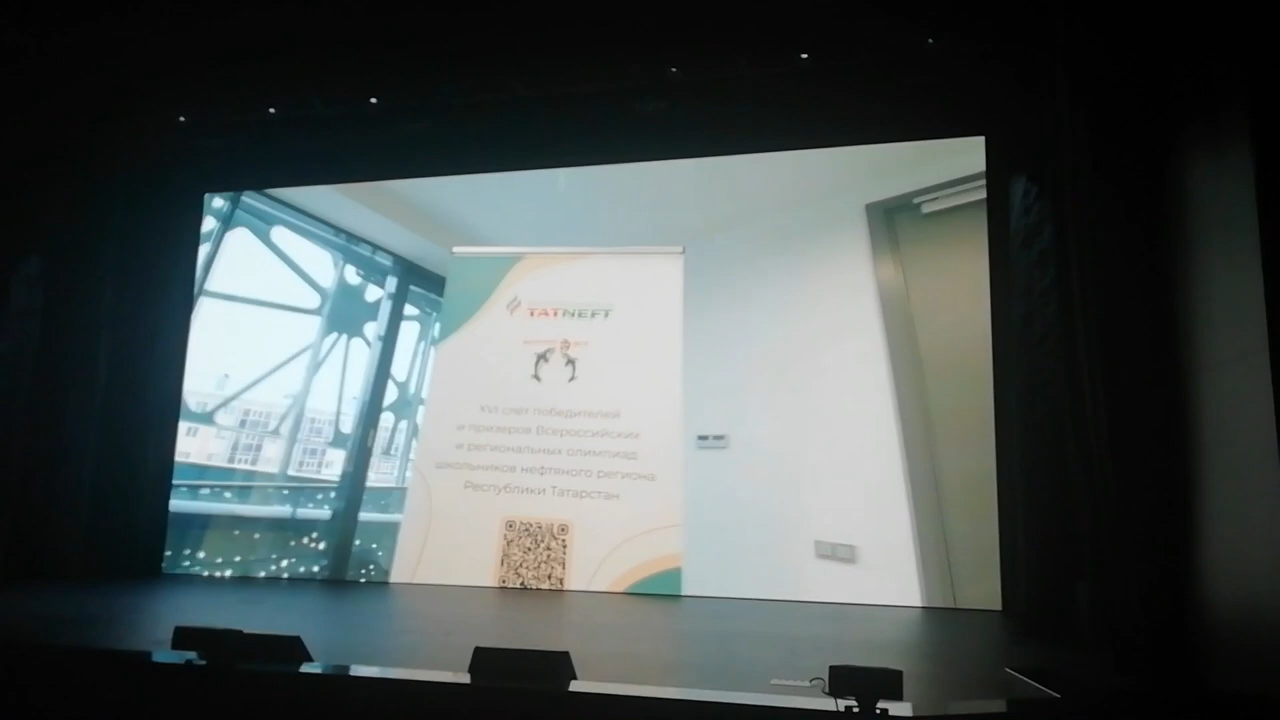 TATNEFT
XVI слёт победителей
и призеров Всероссийских
и региональных олимпиад
школьников нефтяного региона
Республики Татарстан